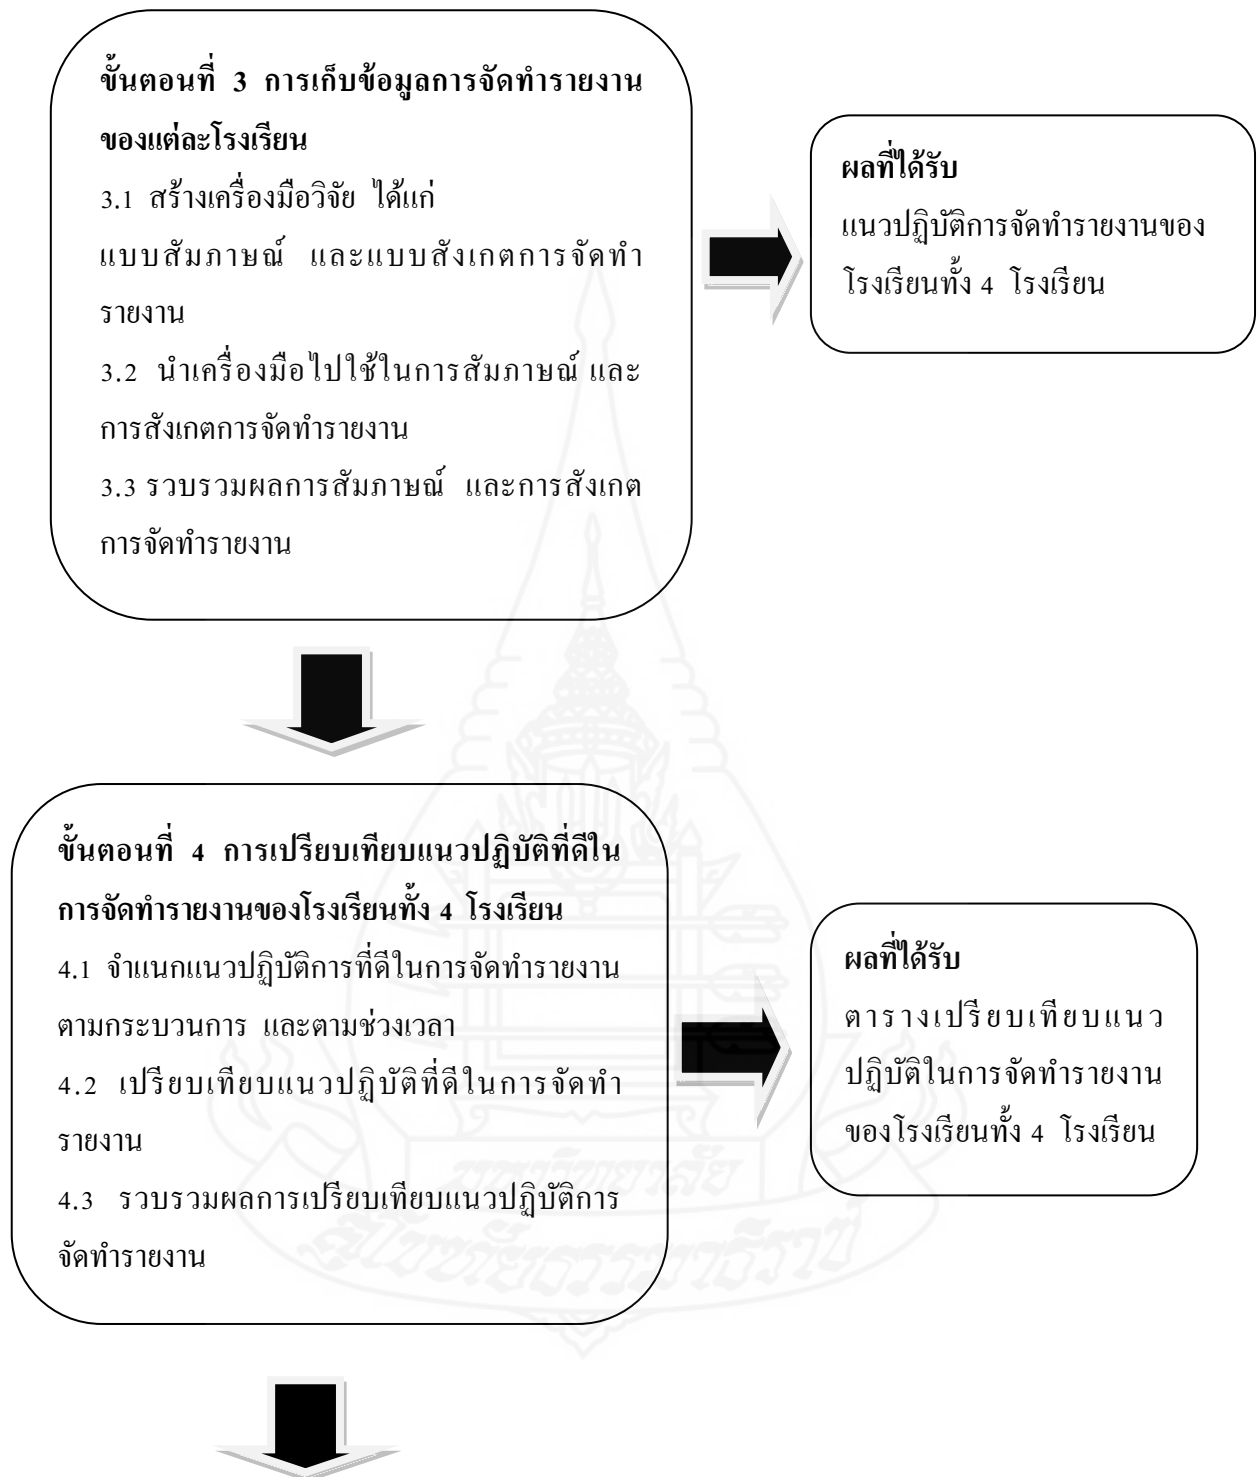 ขั้นตอนที่ 3 การเก็บข้อมูลการจัดทำรายงาน
ของแต่ละโรงเรียน
3.1 สร้างเครื่องมือวิจัย ได้แก่
แบบสัมภาษณ์ และแบบสังเกตการจัดทำ
รายงาน
3.2 นำเครื่องมือไปใช้ในการสัมภาษณ์ และ
การสังเกตการจัดทำรายงาน
3.3 รวบรวมผลการสัมภาษณ์ และการสังเกต
การจัดทำรายงาน
ผลที่ได้รับ
แนวปฏิบัติการจัดทำรายงานของ
โรงเรียนทั้ง 4 โรงเรียน
ขั้นตอนที่ 4 การเปรียบเทียบแนวปฏิบัติที่ดีใน
การจัดทำรายงานของโรงเรียนทั้ง 4 โรงเรียน
4.1 จำแนกแนวปฏิบัติการที่ดีในการจัดทำรายงาน
ตามกระบวนการ และตามช่วงเวลา
4.2 เปรียบเทียบแนวปฏิบัติที่ดีในการจัดทำ
รายงาน
4.3 รวบรวมผลการเปรียบเทียบแนวปฏิบัติการ
จัดทำรายงาน
ผลที่ได้รับ
ตารางเปรียบเทียบแนว
ปฏิบัติในการจัดทำรายงาน
ของโรงเรียนทั้ง 4 โรงเรียน
มหาวิทยาลัย
สุโขทัยธรรมาธิราช